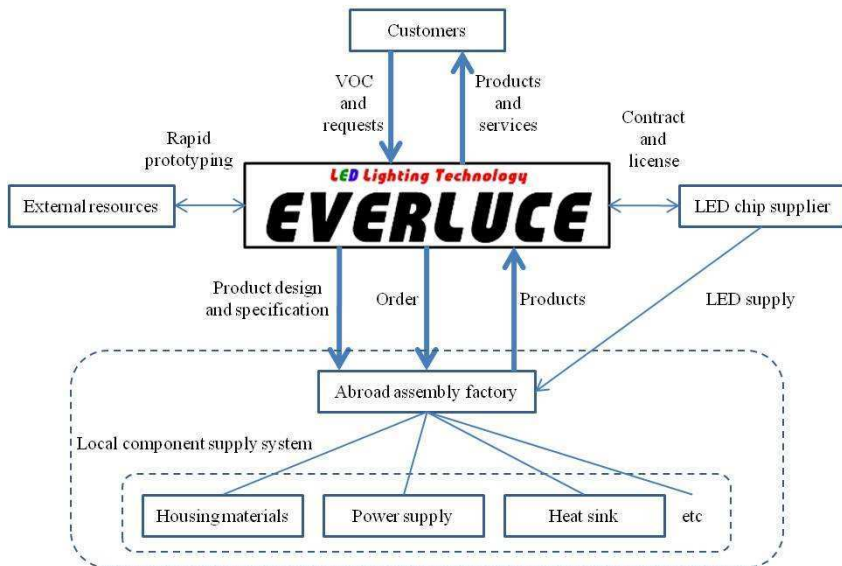 Customers
VOC
and
requests
Products
and
services
Rapid
prototyping
Contract
and
license
External resources
LED Lighting Technology
EVERLUCE
LED chip supplier
Product design
and specification
Order
Products
LED supply
Abroad assembly factory
Local component supply system
Housing materials
Power supply
Heat sink
etc